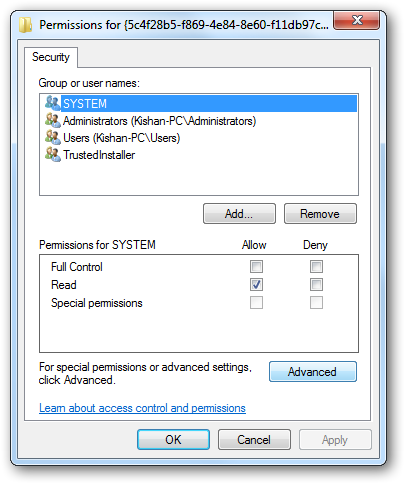 Permissions for {5c4f28b5-f869-4e84-8e60-f11db97c...
Security
Group or user names:
SYSTEM
Administrators (Kishan-PC\Administrators)
Users (Kishan-PC\Users)
TrustedInstaller
Add... Remove
Permissions for SYSTEM Allow Deny
Full Control
Read
Special permissions
For special permissions or advanced settings,
click Advanced. Advanced
Learn about access control and permissions
OK Cancel Apply